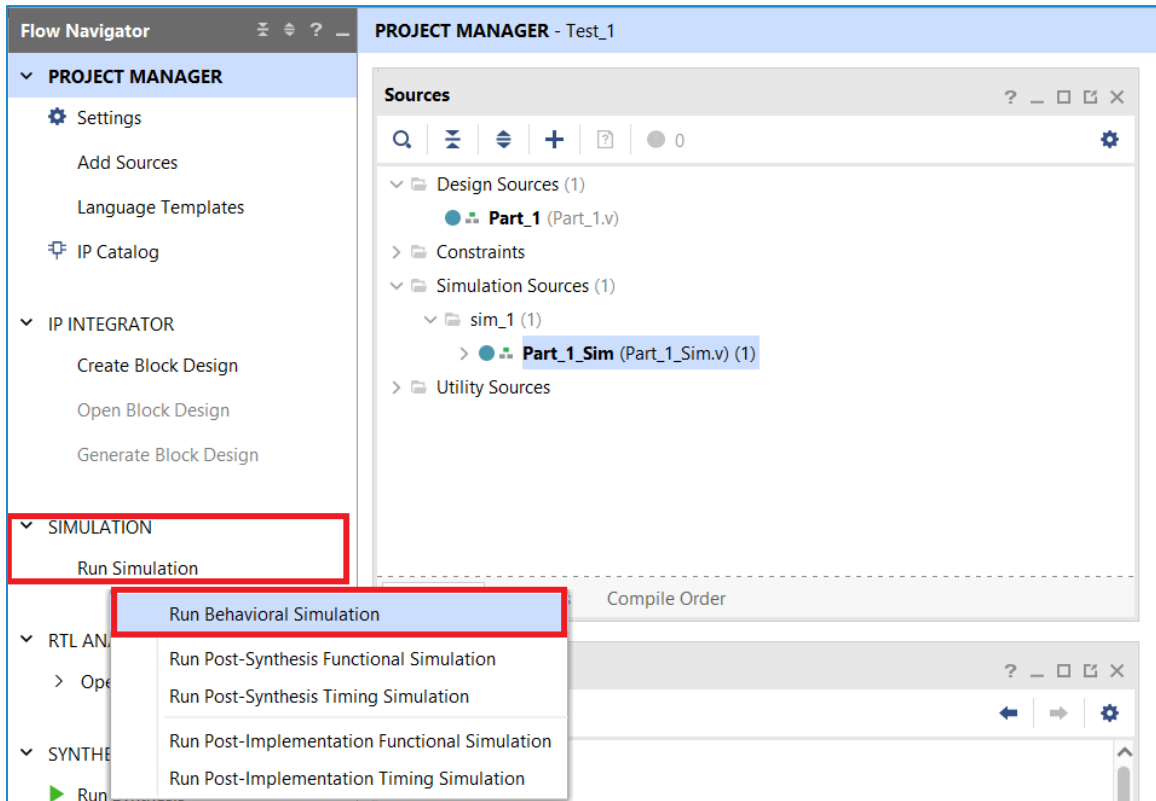 Flow Navigator ?
PROJECT MANAGER
Settings
Add Sources
Language Templates
IP Catalog
IP INTEGRATOR
Create Block Design
Open Block Design
Generate Block Design
SIMULATION
Run Simulation
Run Behavioral Simulation
Run Post-Synthesis Functional Simulation
Run Post-Synthesis Timing Simulation
Run Post-Implementation Functional Simulation
Run Post-Implementation Timing Simulation
RTL AN
Ope
SYNTHE
Run
PROJECT MANAGER - Test_1
Sources ?
? 0
Design Sources (1)
Part_1 (Part_1.v)
Constraints
Simulation Sources (1)
sim_1 (1)
Part_1_Sim (Part_1_Sim.v) (1)
Utility Sources
Compile Order
?